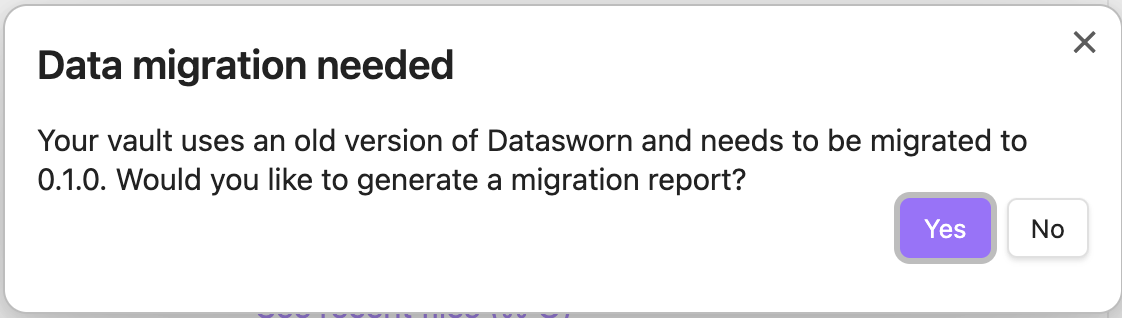 Data migration needed
Your vault uses an old version of Datasworn and needs to be migrated to
0.1.0. Would you like to generate a migration report?
Yes
No